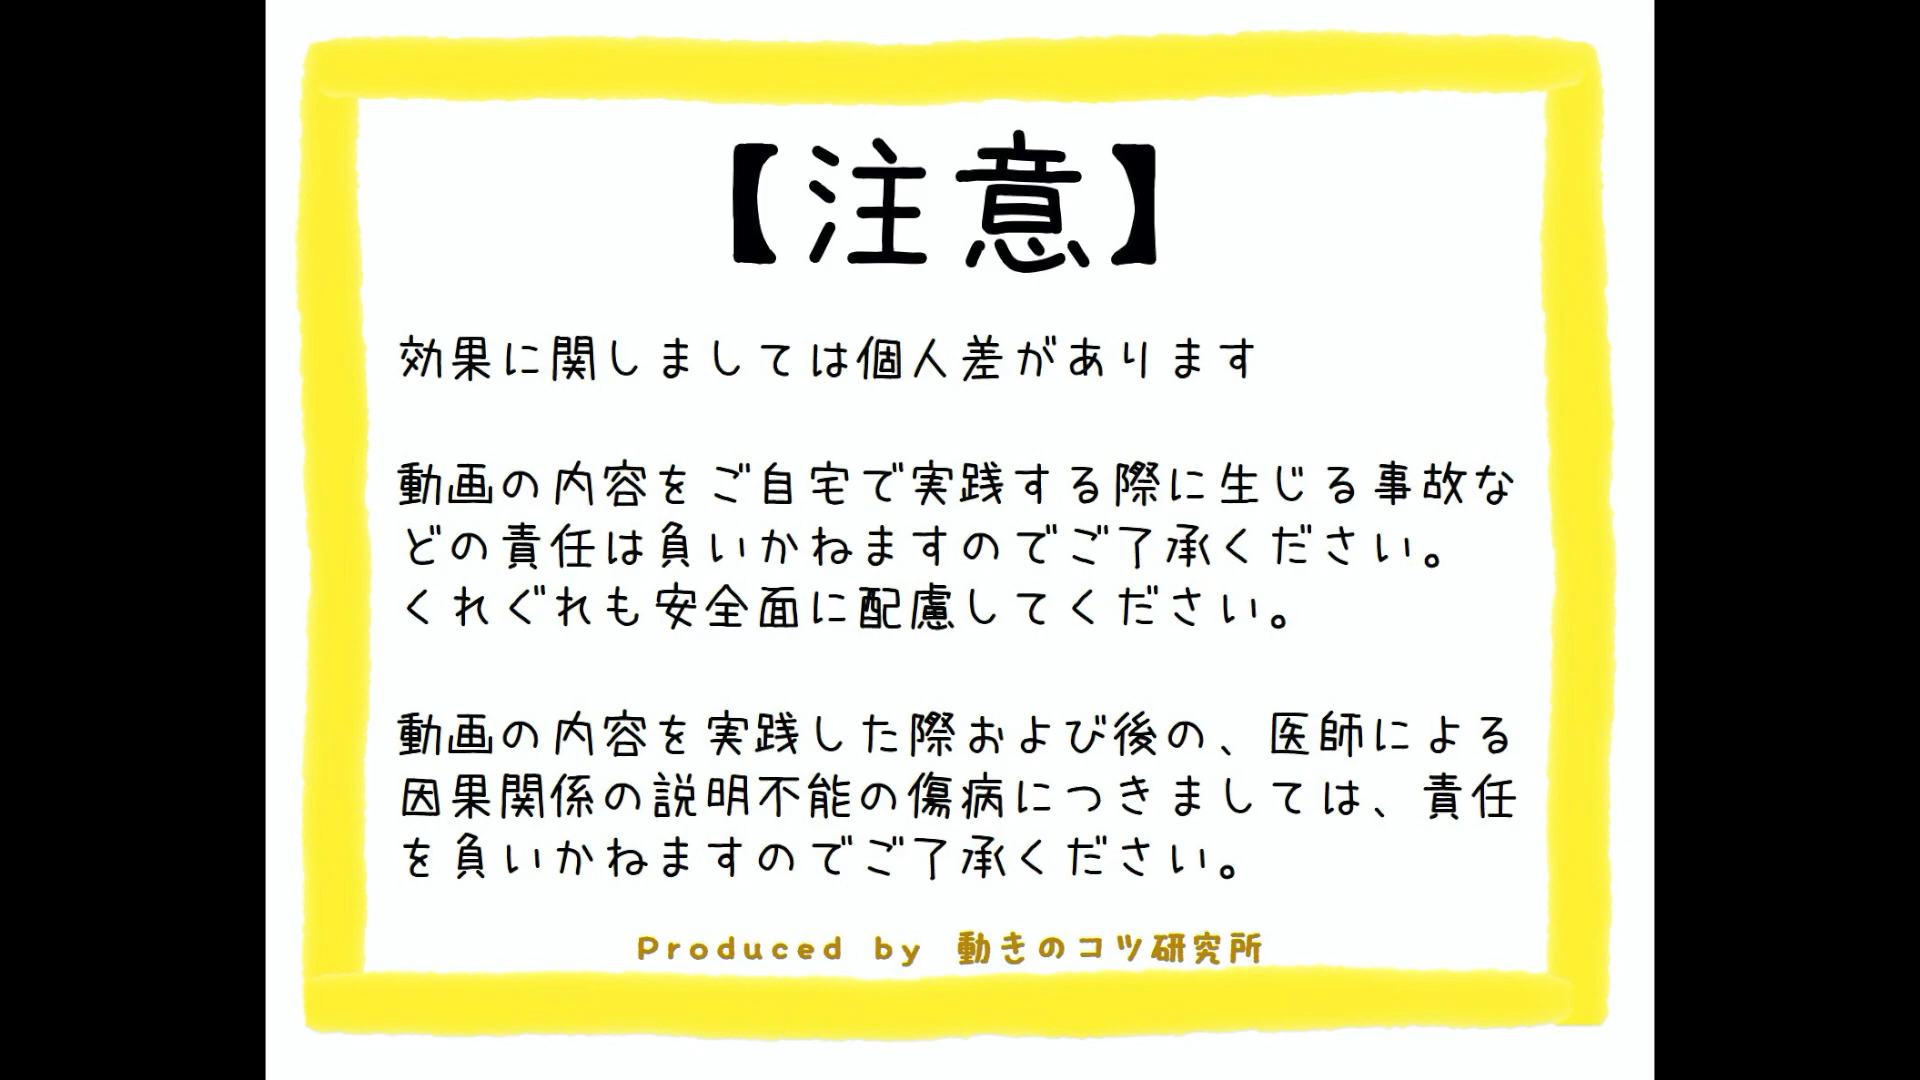 【注意】
効果に関しましては個人差があります
動画の内容をご自宅で実践する際に生じる事故な
どの責任は負いかねますのでご了承ください。
くれぐれも安全面に配慮してください。
動画の内容を実践した際および後の、医師による
因果関係の説明不能の傷病につきましては、責任
を負いかねますのでご了承ください。
Produced by 動きのコツ研究所